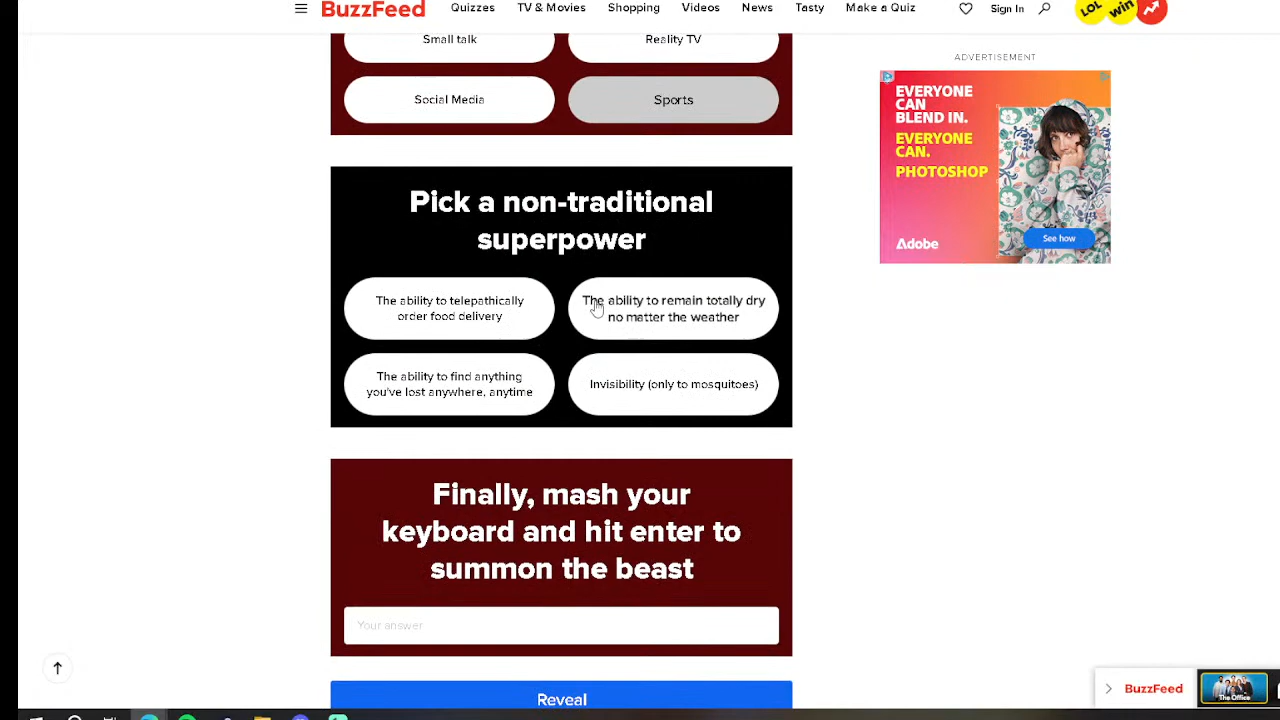 BuzzFeed
Quizzes
TV & Movies
Shopping
Videos
News
Tasty
Make a Quiz
Sign In
LOL
win
Small talk
Reality TV
Social Media
Sports
ADVERTISEMENT
EVERYONE
CAN
BLEND IN.
EVERYONE
CAN.
PHOTOSHOP
Adobe
See how
Pick a non-traditional
superpower
The ability to telepathically
order food delivery
The ability to remain totally dry
no matter the weather
The ability to find anything
you've lost anywhere, anytime
Invisibility (only to mosquitoes)
Finally, mash your
keyboard and hit enter to
summon the beast
Your answer
Reveal
BuzzFeed
The Office